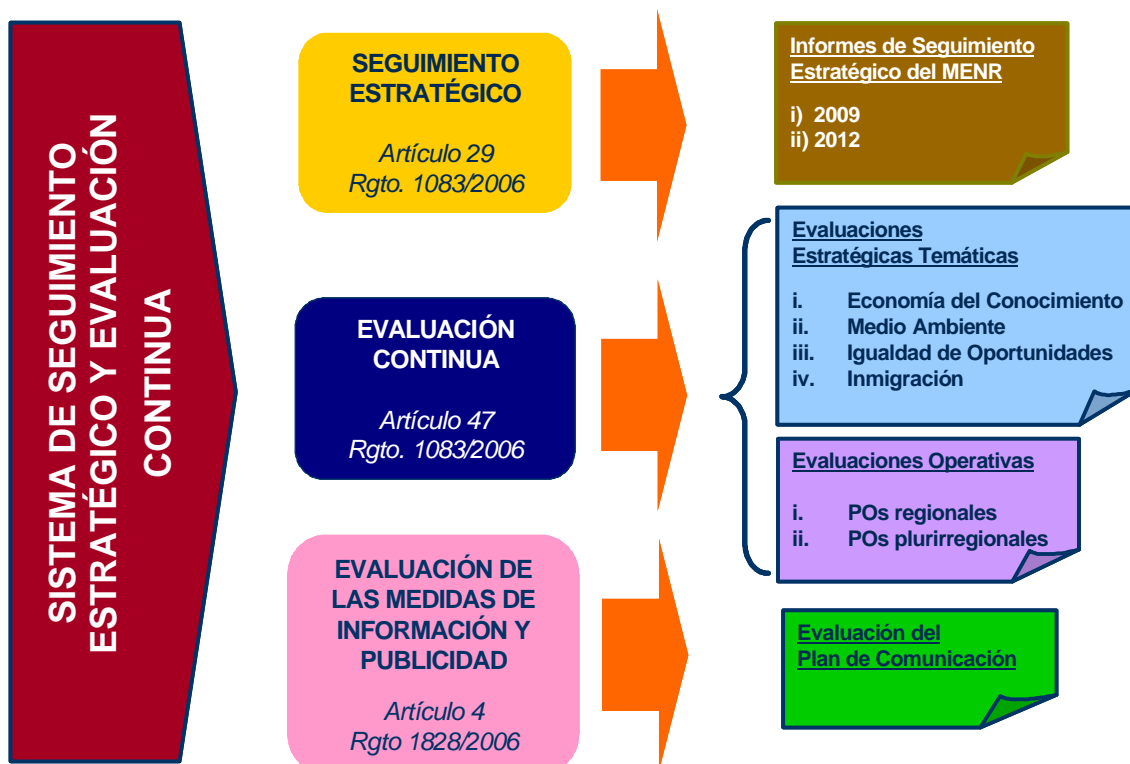 SISTEMA DE SEGUIMIENTO
ESTRATÉGICO Y EVALUACIÓN
CONTINUA
SEGUIMIENTO
ESTRATÉGICO
Artículo 29
Rgto. 1083/2006
Informes de Seguimiento
Estratégico del MENR
i) 2009
ii) 2012
EVALUACIÓN
CONTINUA
Artículo 47
Rgto. 1083/2006
Evaluaciones
Estratégicas Temáticas
i. Economía del Conocimiento
ii. Medio Ambiente
iii. Igualdad de Oportunidades
iv. Inmigración
Evaluaciones Operativas
i. POs regionales
ii. POs plurirregionales
EVALUACIÓN DE
LAS MEDIDAS DE
INFORMACIÓN Y
PUBLICIDAD
Artículo 4
Rgto 1828/2006
Evaluación del
Plan de Comunicación